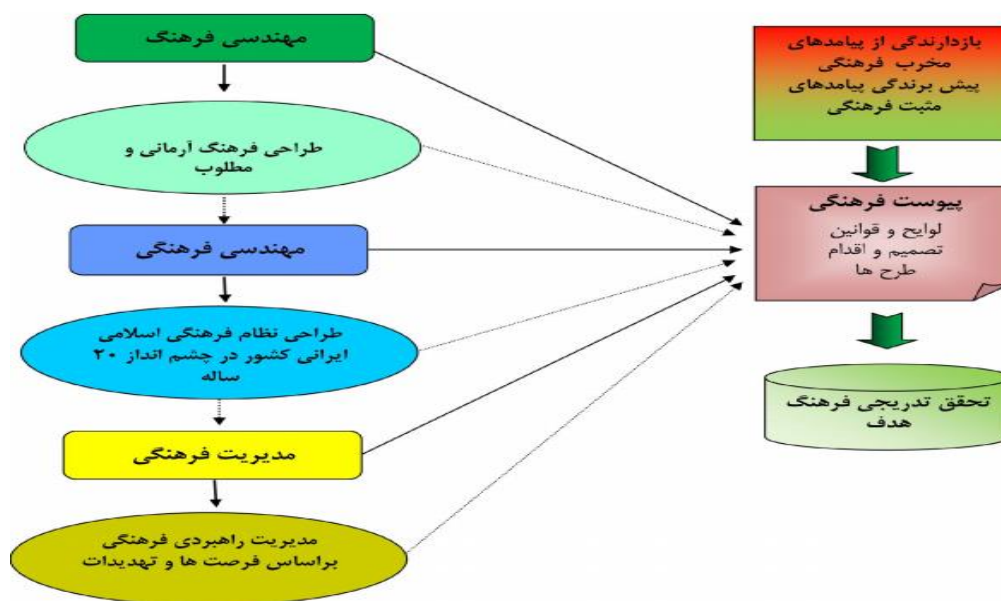 مهندسی فرهنگ
طراحی فرهنگ آرمانی و
مطلوب
مهندسی فرهنگی
طراحی نظام فرهنگی اسلامی
ایرانی کشور در چشم انداز ۲۰
ساله
مدیریت فرهنگی
مدیریت راهبردی فرهنگی
براساس فرصت ها و تهدیدات
بازدارندگی از پیامدهای
مخرب فرهنگی
پیش برندگی پیامدهای
مثبت فرهنگی
پیوست فرهنگی
لوایح و قوانین
تصمیم و اقدام
طرح ها
تحقق تدریجی فرهنگ
هدف